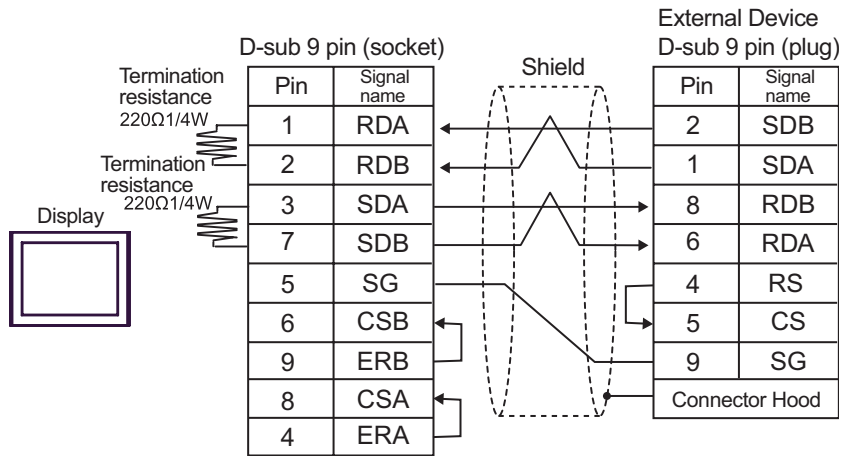 External Device
D-sub 9 pin (socket)
D-sub 9 pin (plug)
Shield
Termination
resistance
220Ω1/4W
Termination
resistance
220Ω1/4W
Display
Pin Signal name
1 RDA
2 RDB
3 SDA
7 SDB
5 SG
6 CSB
9 ERB
8 CSA
4 ERA
Pin Signal name
2 SDB
1 SDA
8 RDB
6 RDA
4 RS
5 CS
9 SG
Connector Hood